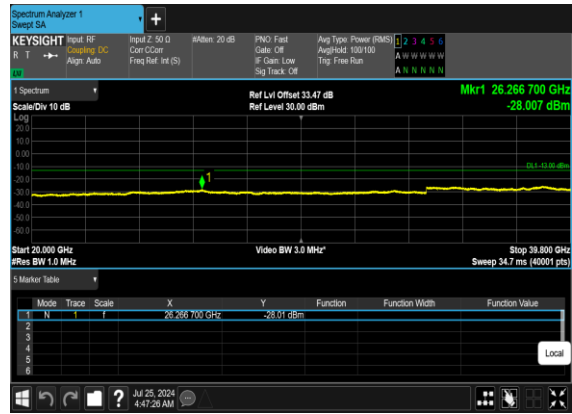 Spectrum Analyzer 1
Swept SA
KEYSIGHT Input: RF Input Z: 50 Ω #Atten: 20 dB PNO: Fast Avg Type: Power (RMS) 1 2 3 4 5 6
R T Coupling: DC Corr CCorr Gate: Off Avg|Hold: 100/100 A W W W W W
Align: Auto Freq Ref: Int (S) IF Gain: Low Trig: Free Run
Sig Track: Off A N N N N N
1 Spectrum Ref Lvl Offset 33.47 dB Mkr1 26.266 700 GHz
Scale/Div 10 dB Ref Level 30.00 dBm -28.007 dBm
Log
20.0
10.0
0.00
-10.0 DL1 -13.00 dBm
-20.0 1
-30.0
-40.0
-50.0
-60.0
Start 20.000 GHz Video BW 3.0 MHz* Stop 39.800 GHz
#Res BW 1.0 MHz Sweep 34.7 ms (40001 pts)
5 Marker Table
Mode Trace Scale X Y Function Function Width Function Value
1 N 1 f 26.266 700 GHz -28.01 dBm
2
3
4
5
6
Local
? Jul 25, 2024
4:47:26 AM